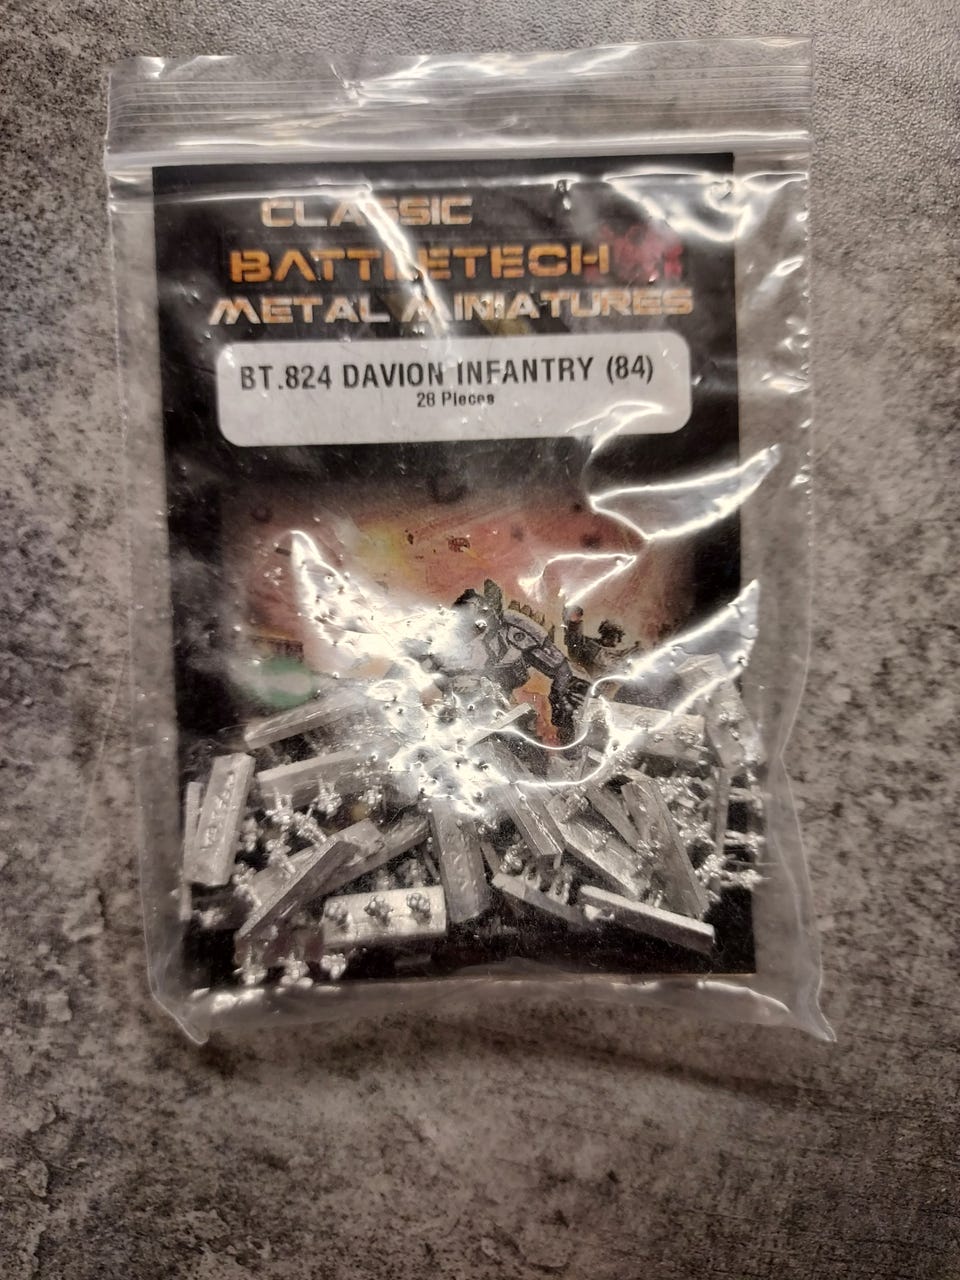 CLASSIC
BATTLETECH
METAL MINIATURES
BT.824 DAVION INFANTRY (84)
28 Pieces